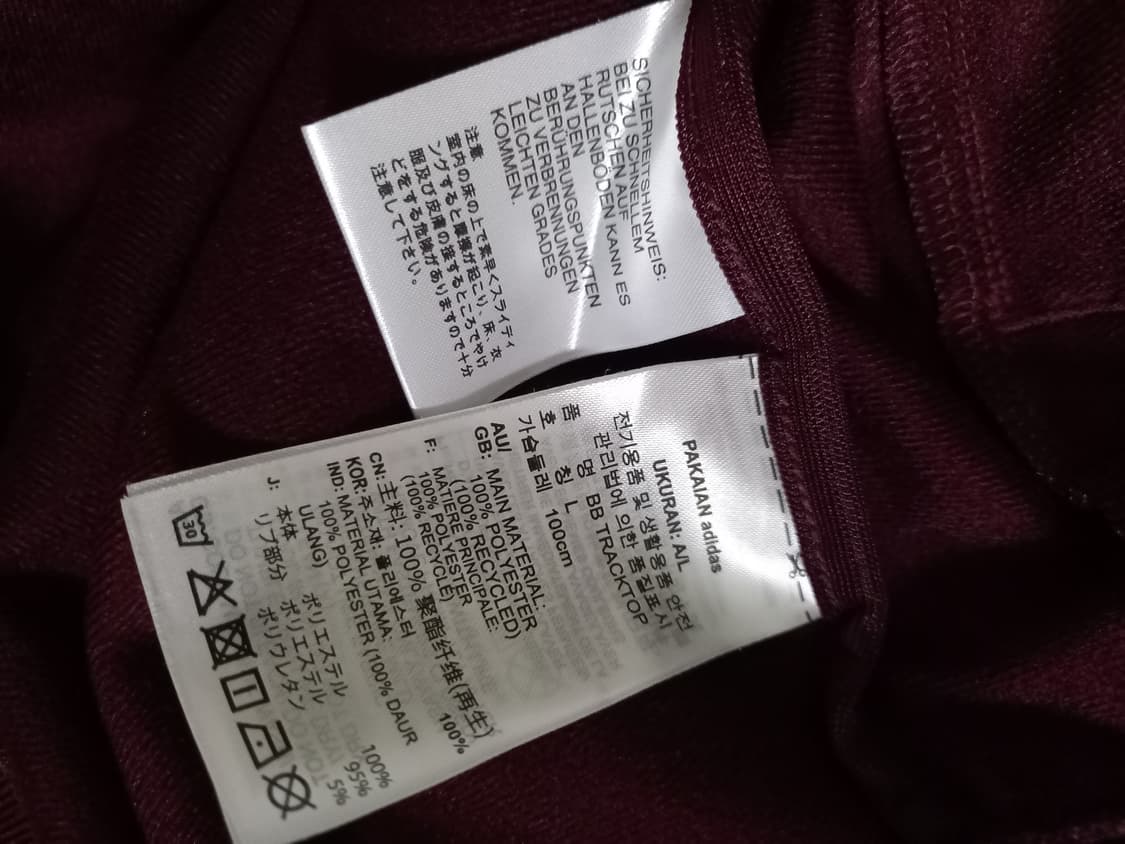 SICHERHEITSHINWEIS:
BEI ZU SCHNELLEM
RUTSCHEN AUF
HALLENBÖDEN KANN ES
AN DEN
BERÜHRUNGSPUNKTEN
ZU VERBRENNUNGEN
LEICHTEN GRADES
KOMMEN.
注意
室内の床の上で素早くスライディ
ングすると摩擦が起こり、床、衣
服及び皮膚の接するところでやけ
どをする危険がありますので十分
注意して下さい。
PAKAIAN adidas
UKURAN: A/L
전기용품 및 생활용품 안전
관리법에 의한 품질표시
품 명 BB TRACKTOP
호 칭 L
가슴둘레 100cm
AU/
GB: MAIN MATERIAL:
100% POLYESTER
(100% RECYCLED)
F: MATIERE PRINCIPALE:
100% POLYESTER
(100% RECYCLE)
CN: 主料: 100% 聚酯纤维(再生)
KOR: 주소재: 폴리에스터 100%
IND: MATERIAL UTAMA:
100% POLYESTER (100% DAUR
ULANG)
J: 本体 ポリエステル 100%
リブ部分 ポリエステル 95%
ポリウレタン 5%
30